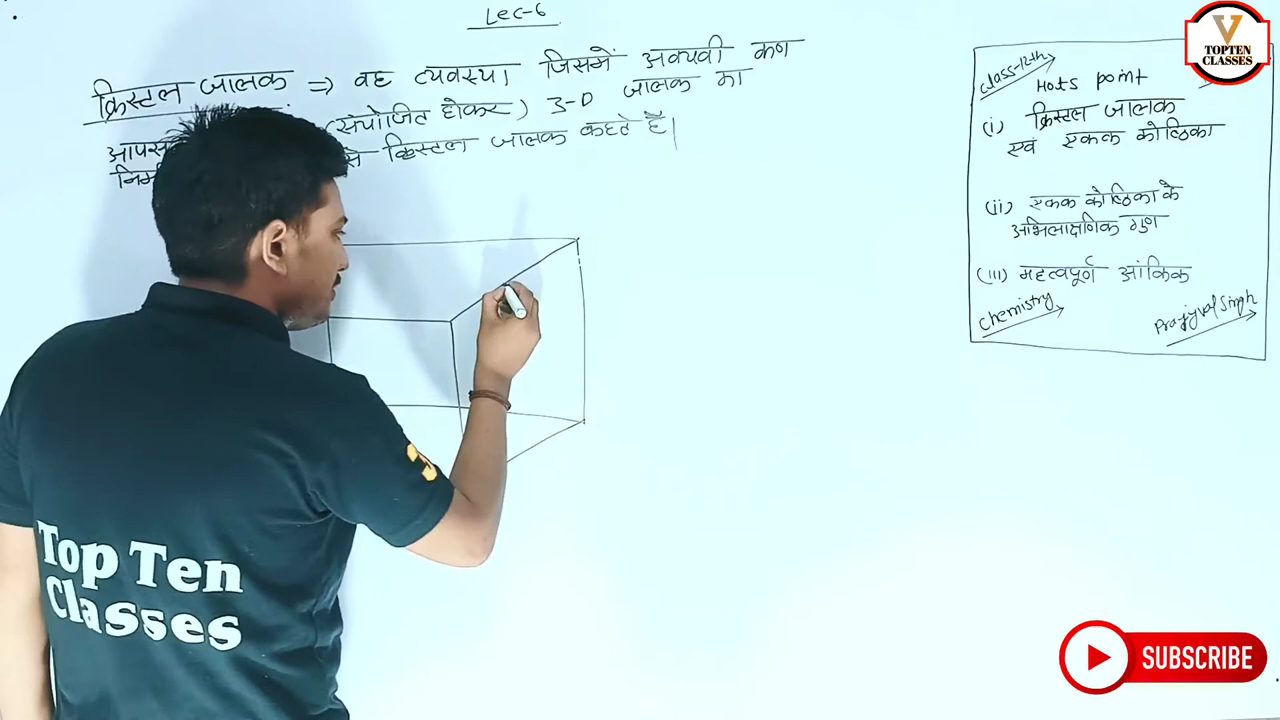 Lec-6
क्रिस्टल जालक ⇒ वह व्यवस्था जिसमें अवयवी कण
(संयोजित होकर) 3-D जालक का
क्रिस्टल जालक कहते हैं।
Class-12th
Hots point
(i) क्रिस्टल जालक
एवं एकक कोष्ठिका
(ii) एकक कोष्ठिका के
अभिलाक्षणिक गुण
(iii) महत्वपूर्ण आंकिक
Chemistry
Prajjwal Singh
V
TOPTEN
CLASSES
Top Ten
Classes
3
SUBSCRIBE